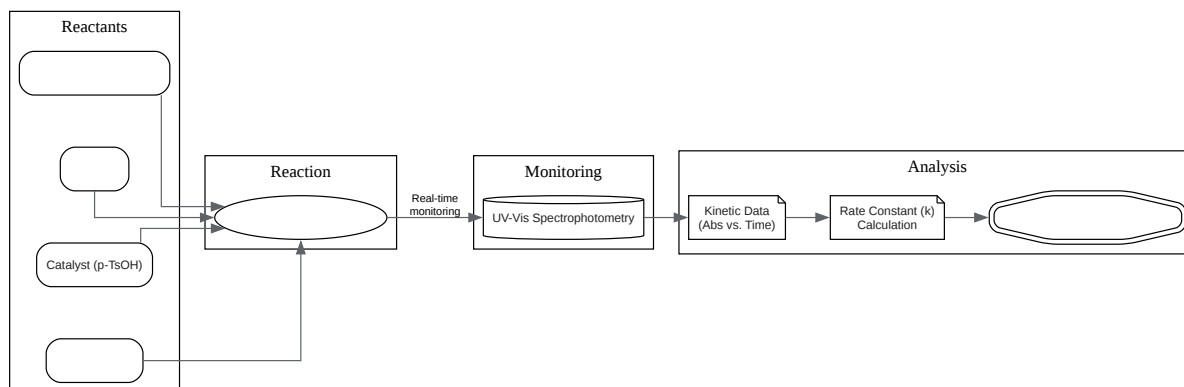 Reactants
Catalyst (p-TsOH)
Reaction
Real-time
monitoring
Monitoring
UV-Vis Spectrophotometry
Analysis
Kinetic Data
(Abs vs. Time)
Rate Constant (k)
Calculation